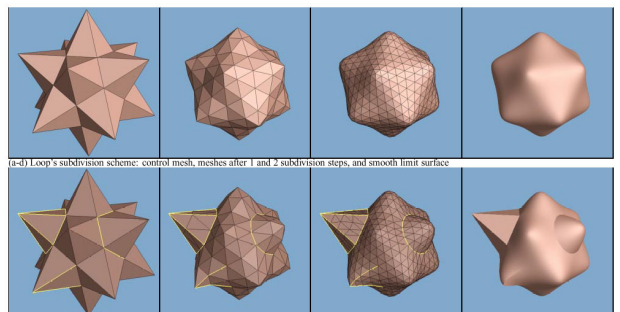 (a-d) Loop's subdivision scheme: control mesh, meshes after 1 and 2 subdivision steps, and smooth limit surface